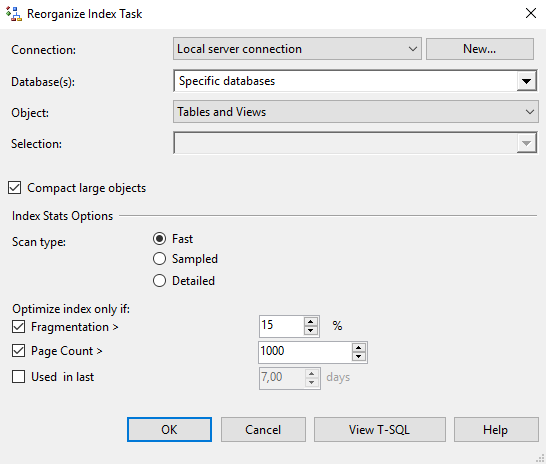 Reorganize Index Task
Connection: Local server connection New...
Database(s): Specific databases
Object: Tables and Views
Selection:
Compact large objects
Index Stats Options
Scan type: Fast
Sampled
Detailed
Optimize index only if:
Fragmentation > 15 %
Page Count > 1000
Used in last 7,00 days
OK Cancel View T-SQL Help